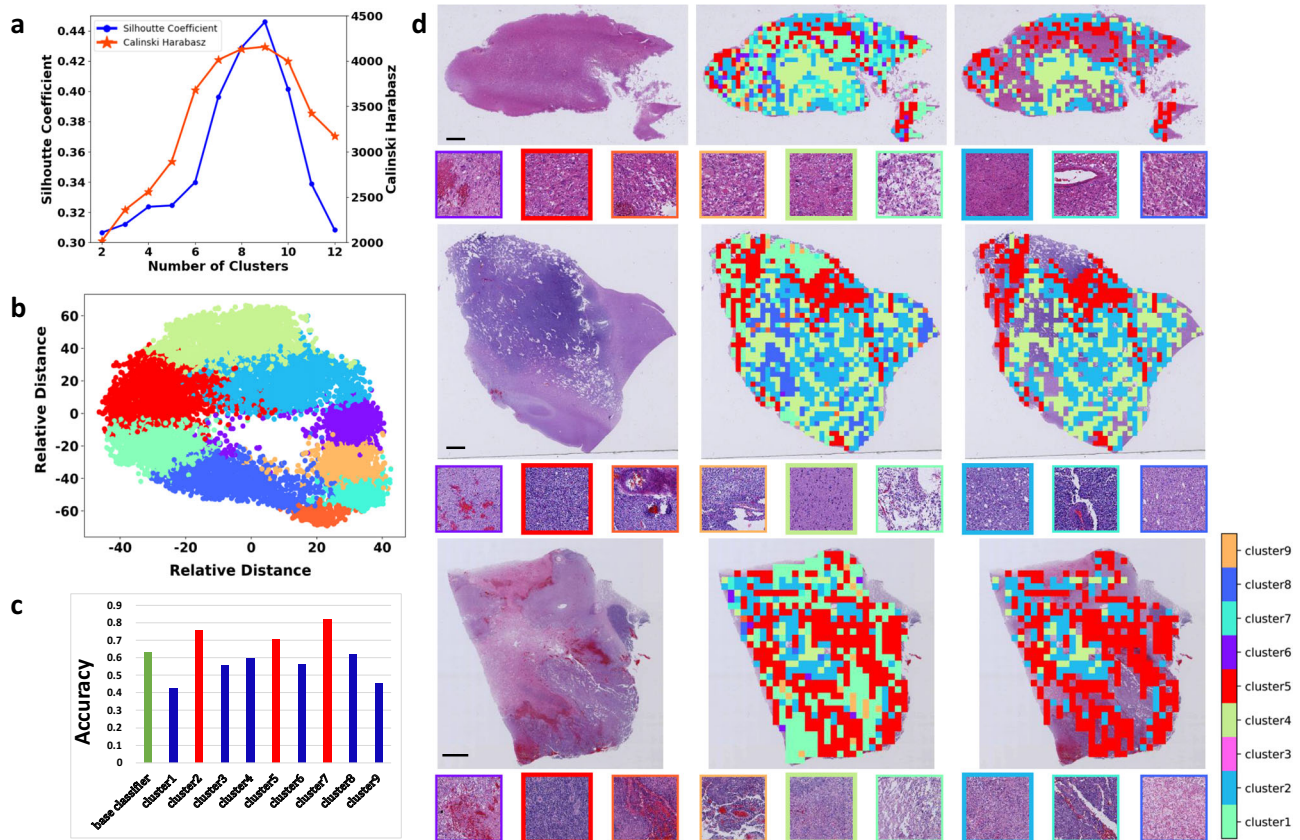 a
Silhoutte Coefficient
Calinski Harabasz
0.44
0.42
0.40
0.38
0.36
0.34
0.32
0.30
Silhoutte Coefficient
4500
4000
3500
3000
2500
2000
Calinski Harabasz
2 4 6 8 10 12
Number of Clusters
b
60
40
20
0
-20
-40
-60
Relative Distance
-40 -20 0 20 40
Relative Distance
c
0.9
0.8
0.7
0.6
0.5
0.4
0.3
0.2
0.1
0
Accuracy
base classifier
cluster1
cluster2
cluster3
cluster4
cluster5
cluster6
cluster7
cluster8
cluster9
d
cluster9
cluster8
cluster7
cluster6
cluster5
cluster4
cluster3
cluster2
cluster1